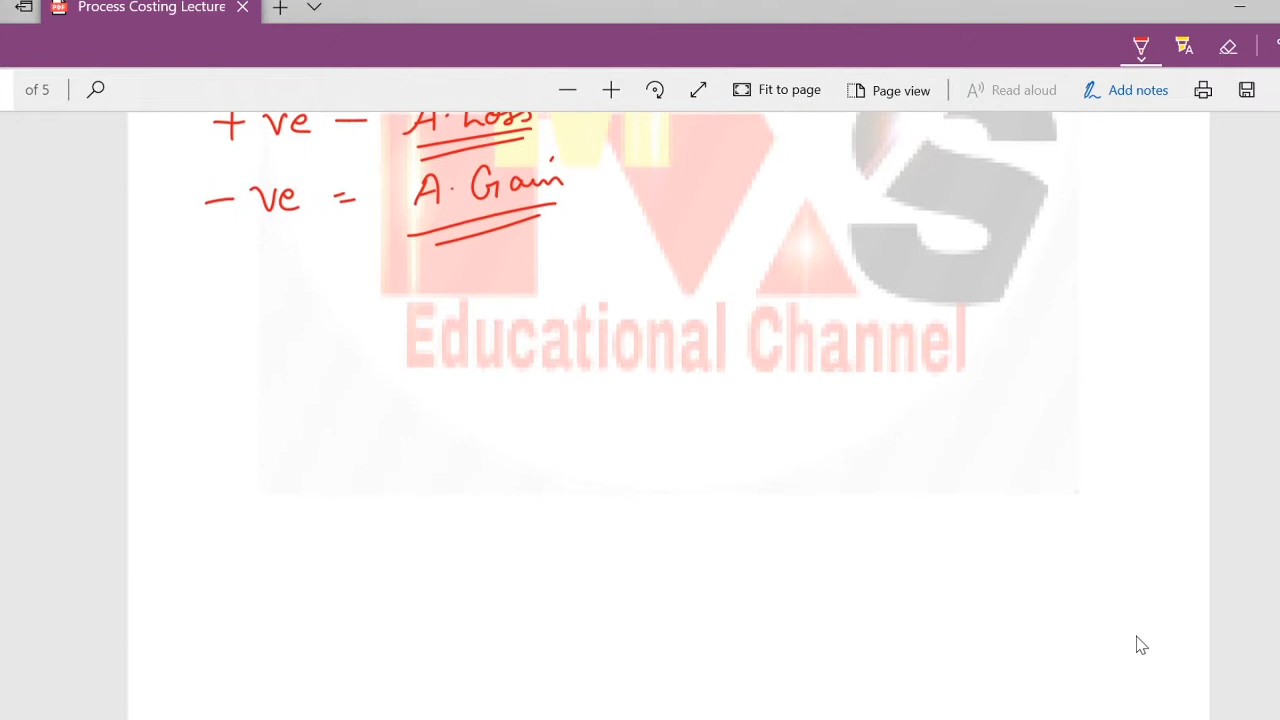 Process Costing Lecture
of 5
Fit to page
Page view
Read aloud
Add notes
+ ve - A. Loss
- ve = A. Gain
Educational Channel